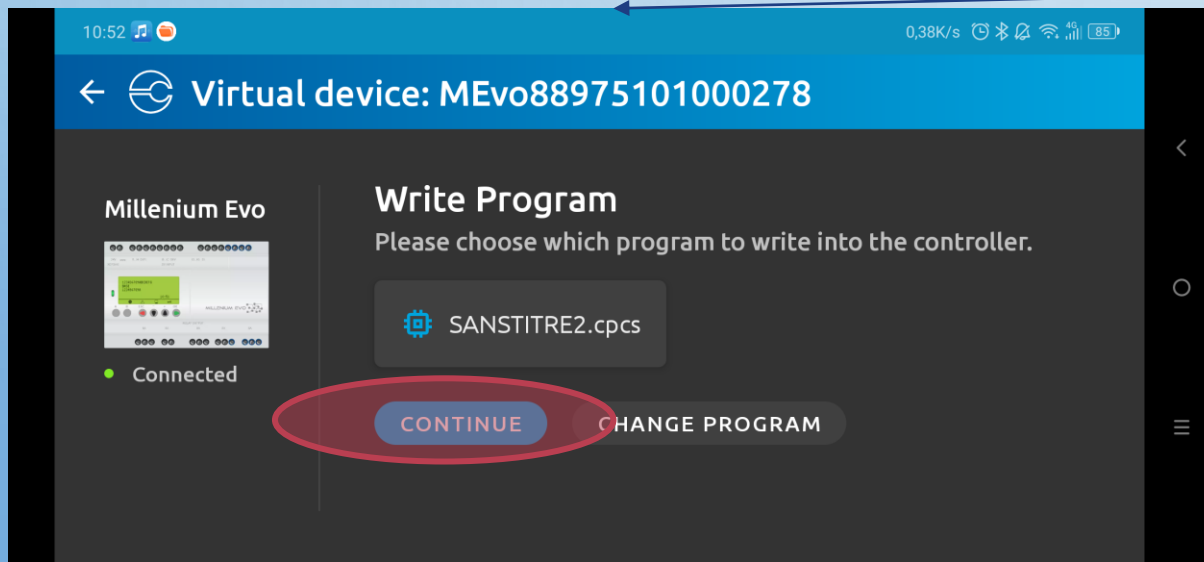 10:52
0,38K/s 4G 85
Virtual device: MEvo88975101000278
Millenium Evo
Connected
Write Program
Please choose which program to write into the controller.
SANSTITRE2.cpcs
CONTINUE
CHANGE PROGRAM